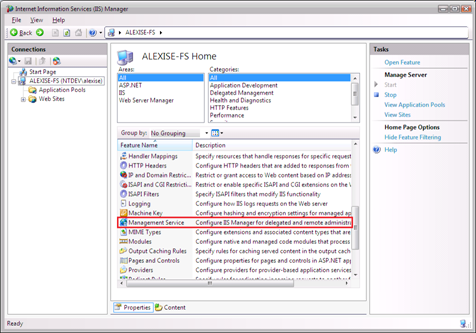 Internet Information Services (IIS) Manager
File View Help
Back ALEXISE-FS
Connections
Start Page
ALEXISE-FS (NTDEV\alexise)
Application Pools
Web Sites
ALEXISE-FS Home
Areas: Categories:
All
ASP.NET
IIS
Web Server Manager
All
Application Development
Delegated Management
Health and Diagnostics
HTTP Features
Performance
Group by: No Grouping
Feature Name Description
Handler Mappings Specify resources that handle responses for specific request
HTTP Headers Configure HTTP headers that are added to responses from
IP and Domain Restric... Restrict or grant access to Web content based on IP addre
ISAPI and CGI Restricti... Restrict or enable specific ISAPI and CGI extensions on the W
ISAPI Filters Specify ISAPI filters that modify IIS functionality
Logging Configure how IIS logs requests on the Web server
Machine Key Configure hashing and encryption settings for managed ap
Management Service Configure IIS Manager for delegated and remote administra
MIME Types Configure extensions and associated content types that are
Modules Configure native and managed code modules that process
Output Caching Rules Specify rules for caching served content in the output cach
Pages and Controls Configure properties for pages and controls in ASP.NET ap
Providers Configure providers for provider-based application services
Redirect Rules
Properties Content
Tasks
Open Feature
Manage Server
Start
Stop
View Application Pools
View Sites
Home Page Options
Hide Feature Filtering
Help
Ready